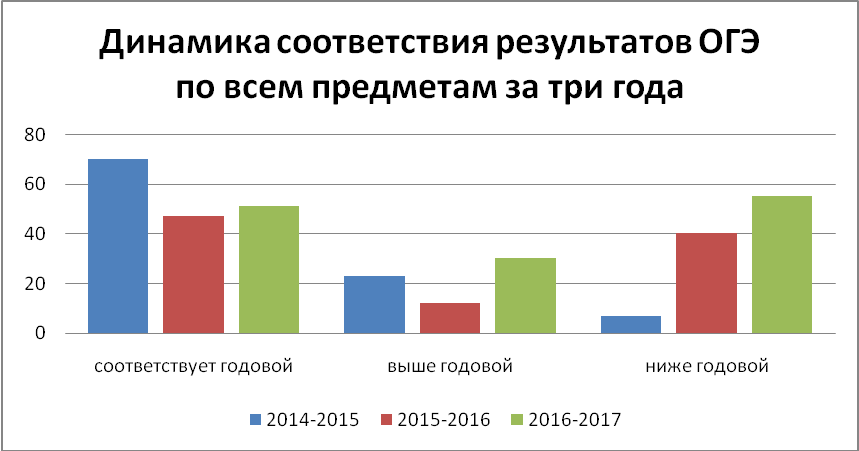 Динамика соответствия результатов ОГЭ
по всем предметам за три года
80
60
40
20
0
соответствует годовой выше годовой ниже годовой
2014-2015 2015-2016 2016-2017